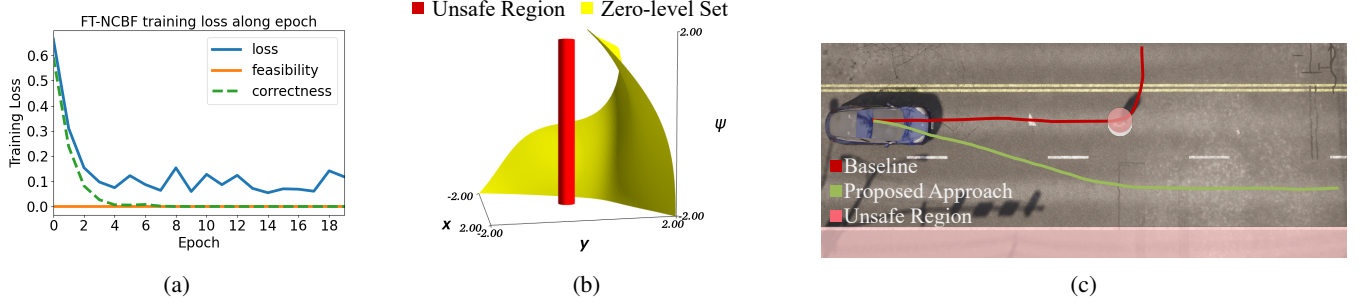 FT-NCBF training loss along epoch
Training Loss
0.6
0.5
0.4
0.3
0.2
0.1
0.0
loss
feasibility
correctness
0 2 4 6 8 10 12 14 16 18
Epoch
(a)
Unsafe Region Zero-level Set
2.00
ψ
-2.00
-2.00
x 2.00
-2.00
y
2.00
(b)
Baseline
Proposed Approach
Unsafe Region
(c)